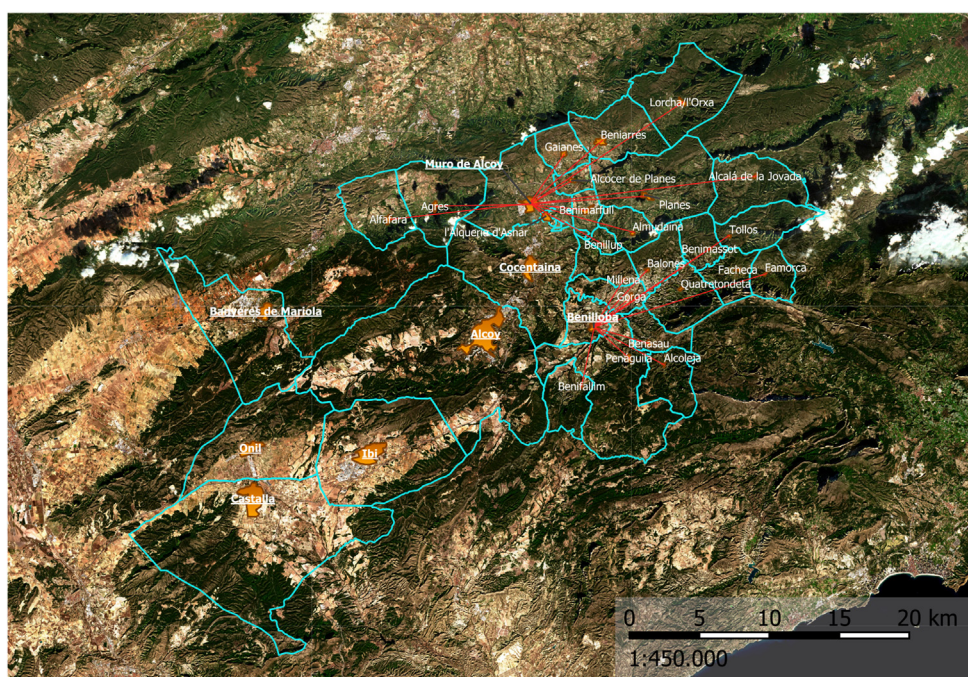 Lorcha/l'Orxa
Beniarrés
Gaianes
Muro de Alcoy
Alcocer de Planes
Alcalá de la Jovada
Agres
Planes
Benimarfull
Alfafara
l'Alqueria d'Asnar
Almudaina
Tollos
Benillup
Benimassot
Cocentaina
Balones
Facheca
Famorca
Millena
Quatretondeta
Gorga
Banyeres de Mariola
Benilloba
Alcoy
Benasau
Penàguila
Alcoleja
Benifallim
Onil
Ibi
Castalla
0 5 10 15 20 km
1:450.000